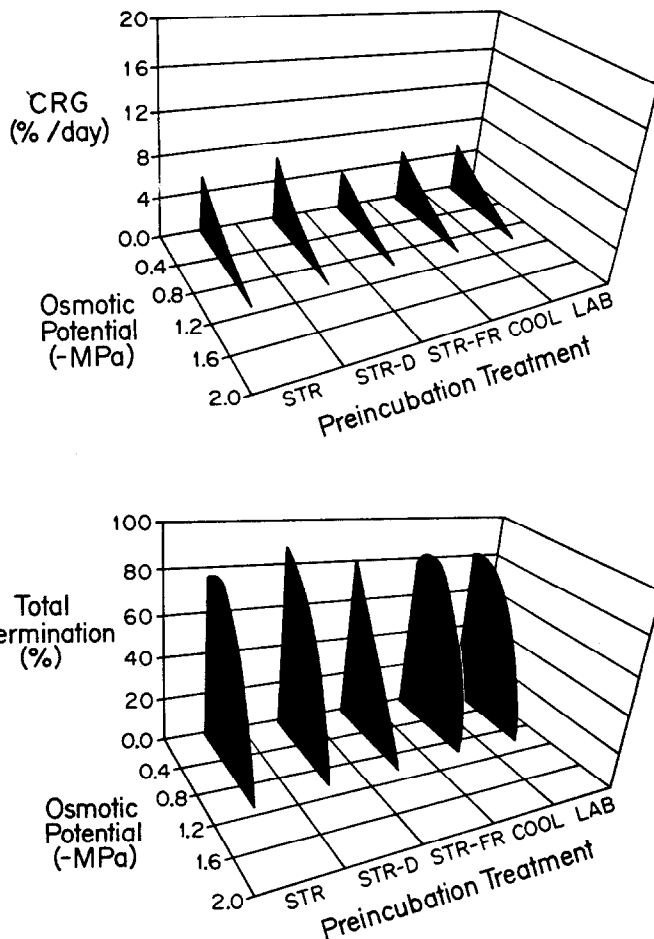 20
16
12
8
4
0.0
CRG
(% /day)
0.4
0.8
1.2
1.6
2.0
Osmotic
Potential
(-MPa)
STR
STR-D
STR-FR
COOL
LAB
Preincubation Treatment
100
80
60
40
20
0.0
Total
ermination
(%)
0.4
0.8
1.2
1.6
2.0
Osmotic
Potential
(-MPa)
STR
STR-D
STR-FR
COOL
LAB
Preincubation Treatment